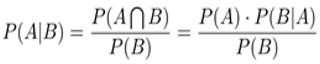 P(A|B) = P(A⋂B) / P(B) = P(A) · P(B|A) / P(B)